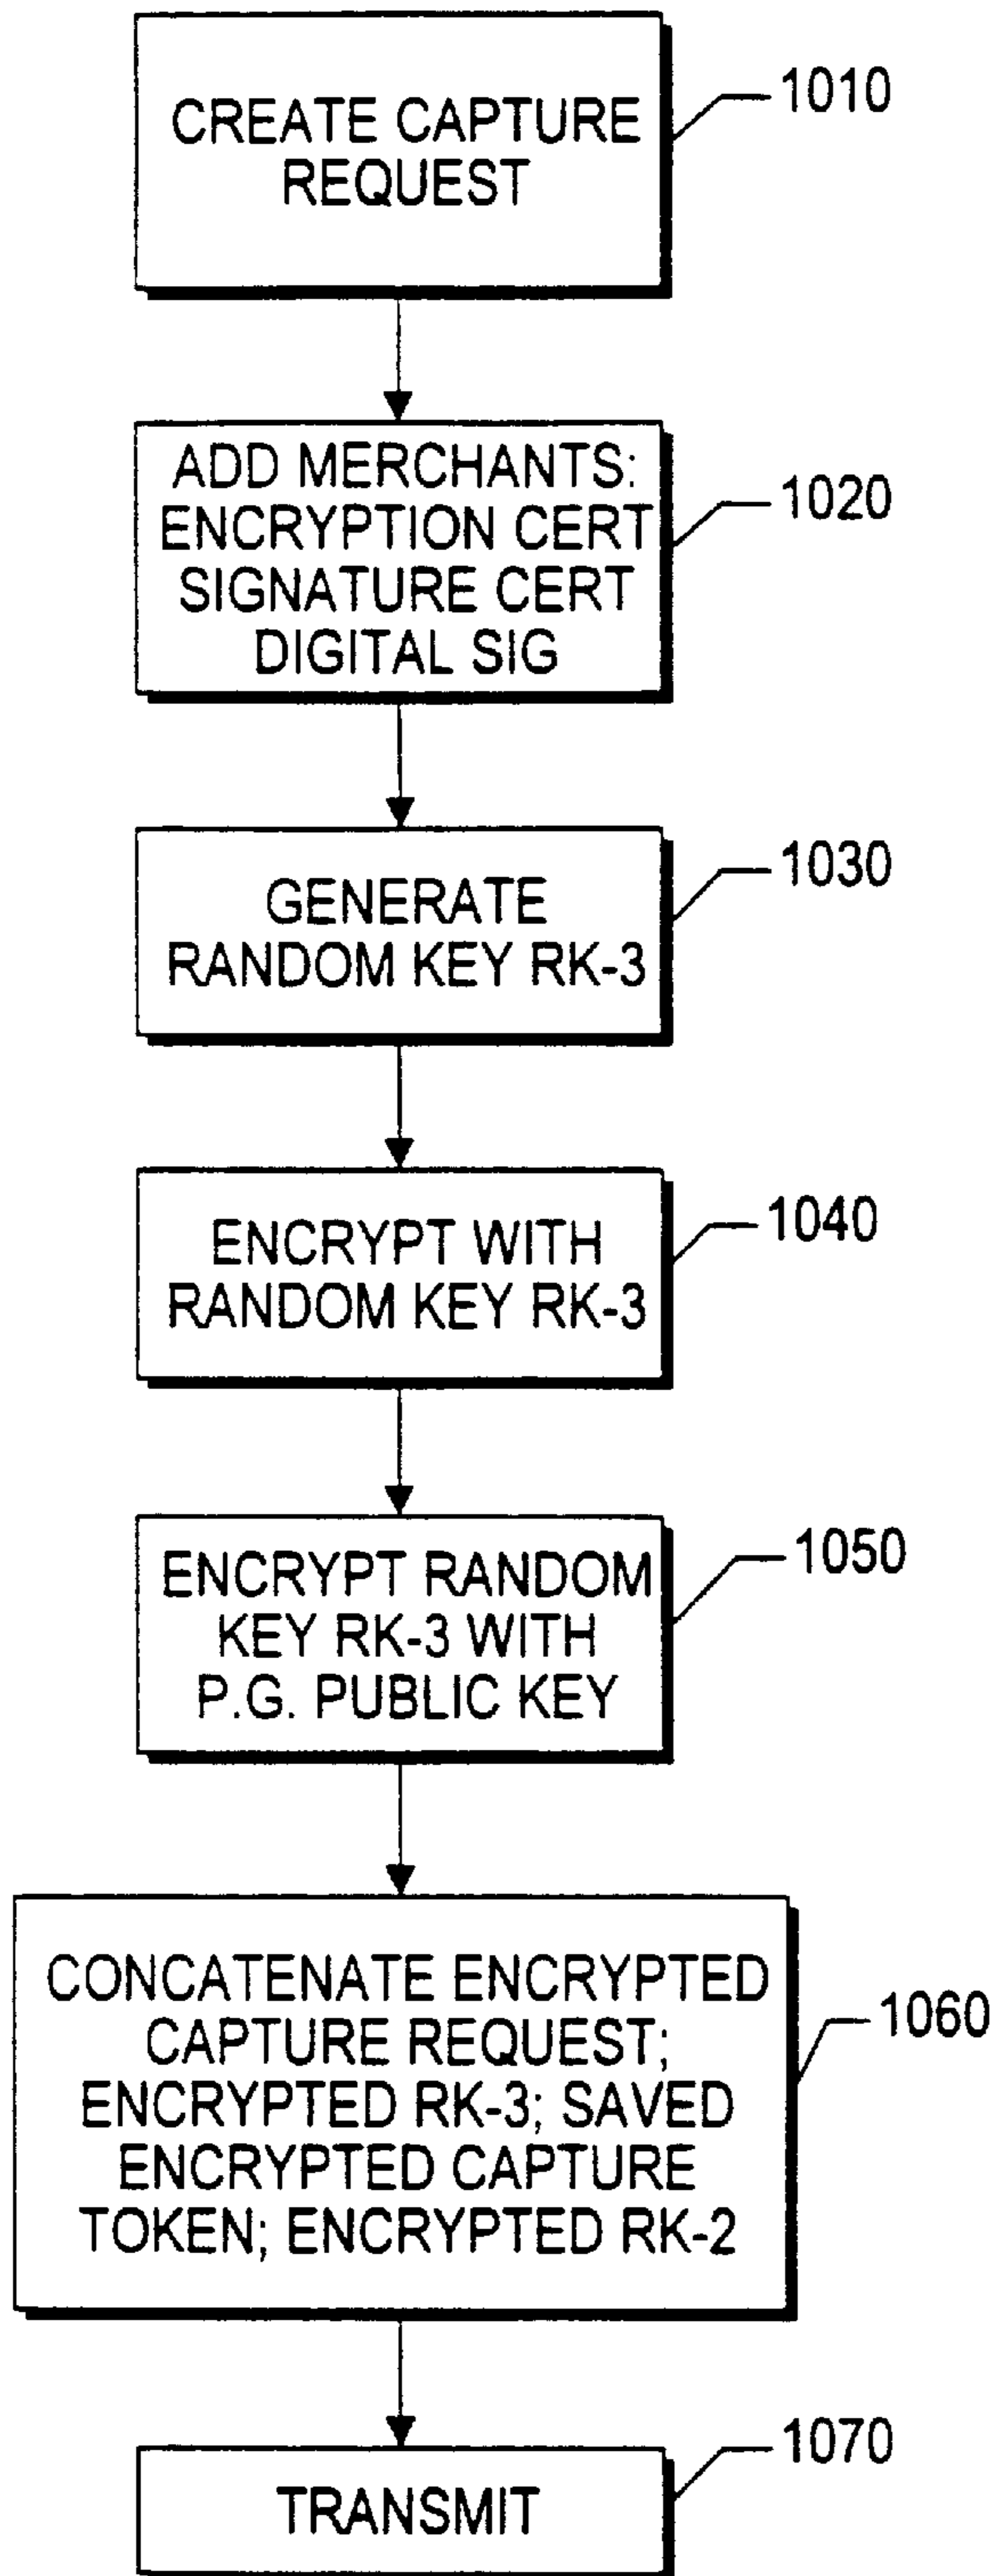 CREATE CAPTURE
REQUEST
1010
ADD MERCHANTS:
ENCRYPTION CERT
SIGNATURE CERT
DIGITAL SIG
1020
GENERATE
RANDOM KEY RK-3
1030
ENCRYPT WITH
RANDOM KEY RK-3
1040
ENCRYPT RANDOM
KEY RK-3 WITH
P.G. PUBLIC KEY
1050
CONCATENATE ENCRYPTED
CAPTURE REQUEST;
ENCRYPTED RK-3; SAVED
ENCRYPTED CAPTURE
TOKEN; ENCRYPTED RK-2
1060
TRANSMIT
1070